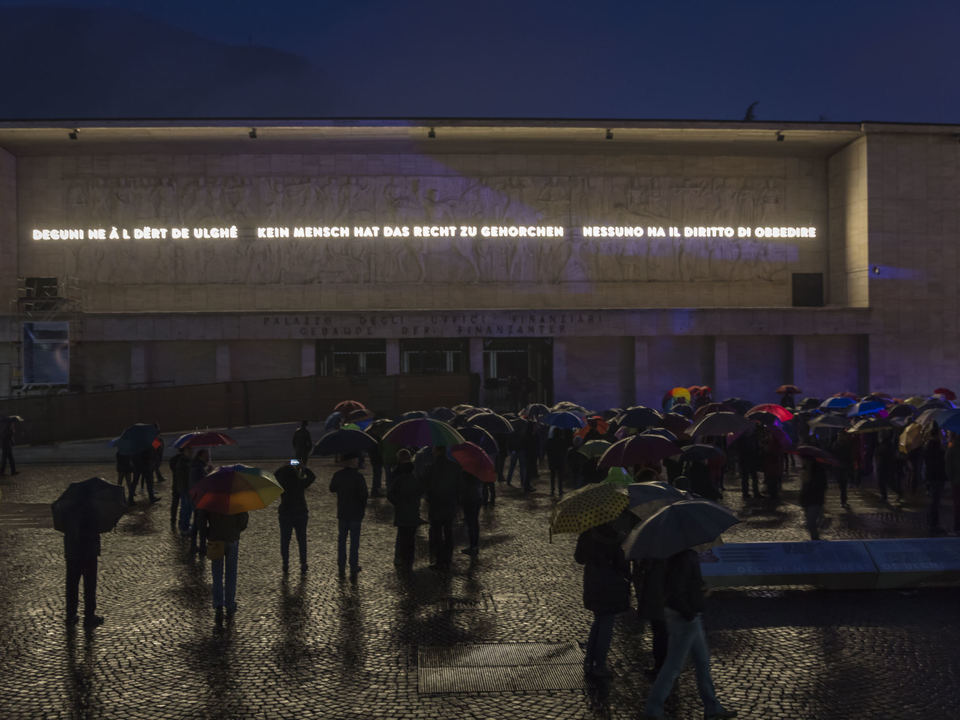 DEGUNI NE À L DËRT DE ULGHÉ KEIN MENSCH HAT DAS RECHT ZU GEHORCHEN NESSUNO HA IL DIRITTO DI OBBEDIRE
PALAZZO DEGLI UFFICI FINANZIARI
GEBÄUDE DER FINANZÄMTER